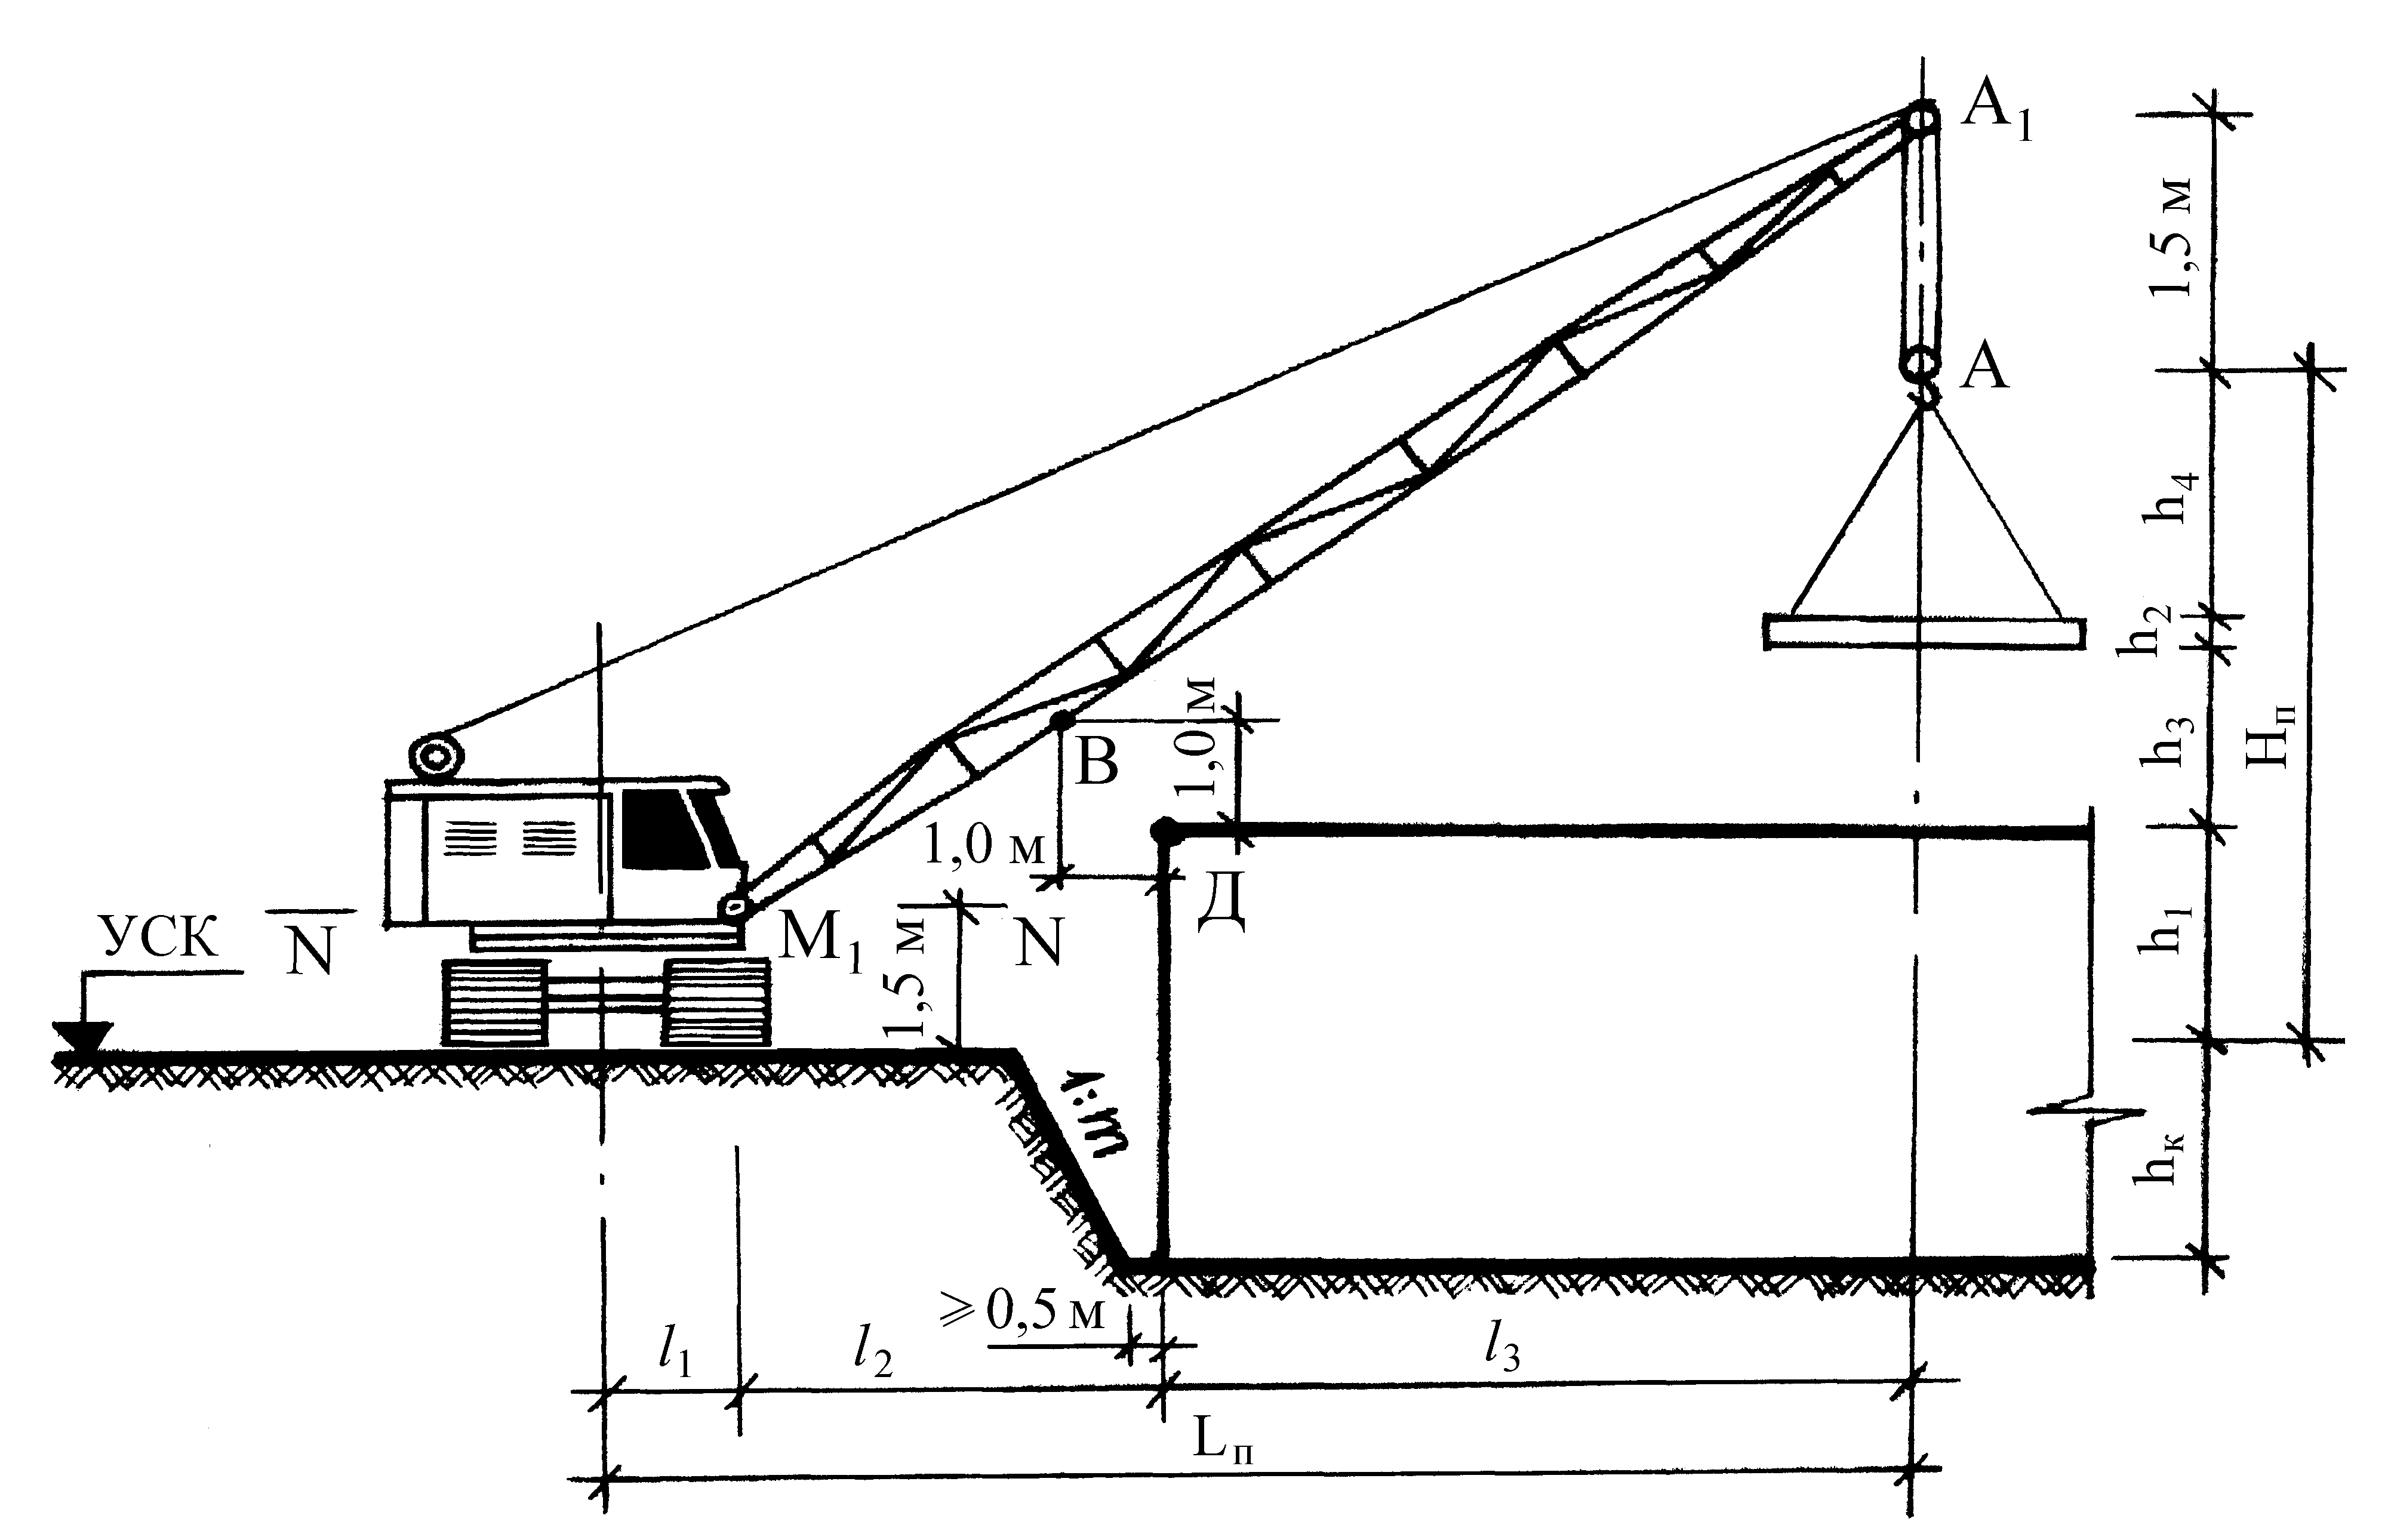 A₁
1,5 м
A
h₄
h₂
h₃
Hп
1,0 м
B
1,0 м
Д
УСК
N
M₁
1,5 м
N
h₁
1:m
hк
≥ 0,5 м
l₁
l₂
l₃
Lп